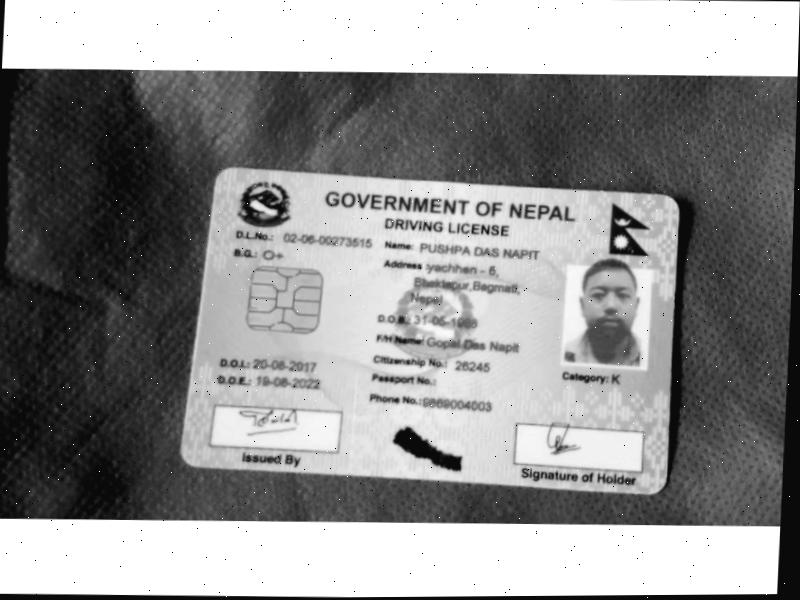 GOVERNMENT OF NEPAL
DRIVING LICENSE
D.L.No.: 02-06-00273515
B.G.: O+
Name: PUSHPA DAS NAPIT
Address: yachhen - 6,
Bhaktapur, Bagmati,
Nepal
D.O.B.: 31-05-1986
F/H Name: Gopal Das Napit
Citizenship No.: 26245
Passport No.:
Phone No.: 9869004003
D.O.I.: 20-08-2017
D.O.E.: 19-08-2022
Category: K
Issued By
Signature of Holder